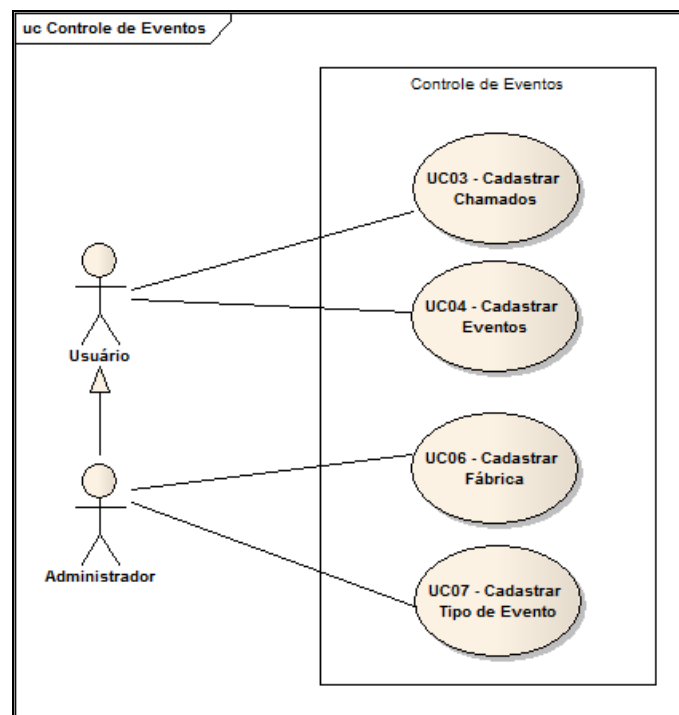 uc Controle de Eventos
Controle de Eventos
UC03 - Cadastrar
Chamados
UC04 - Cadastrar
Eventos
Usuário
UC06 - Cadastrar
Fábrica
Administrador
UC07 - Cadastrar
Tipo de Evento